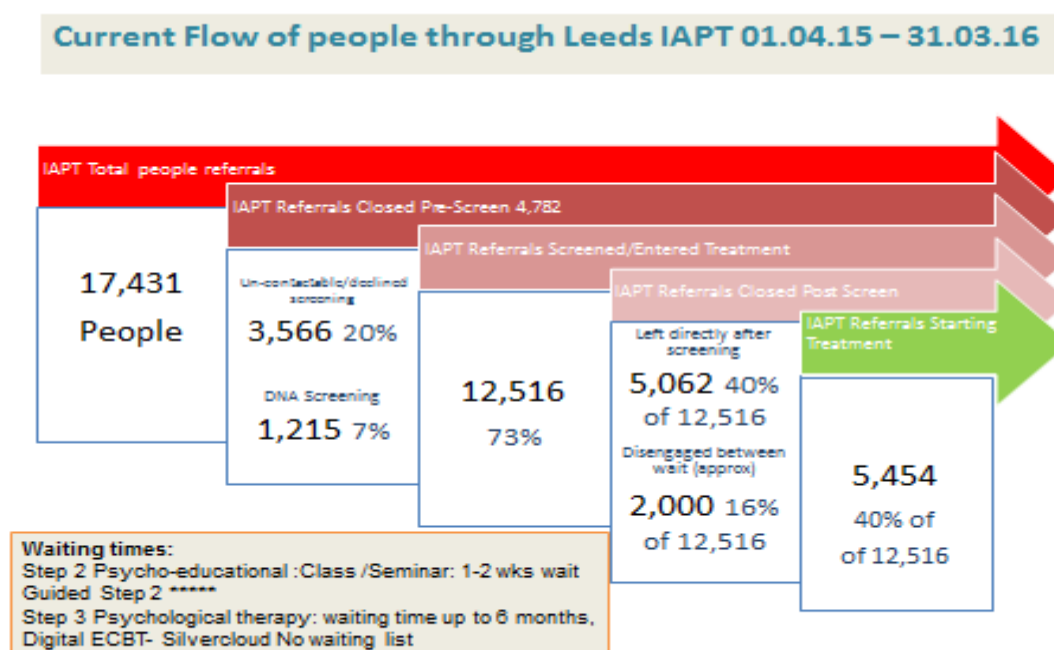 Current Flow of people through Leeds IAPT 01.04.15 – 31.03.16
IAPT Total people referrals
17,431
People
IAPT Referrals Closed Pre-Screen 4,782
Un-contactable/declined
screening
3,566 20%
DNA Screening
1,215 7%
IAPT Referrals Screened/Entered Treatment
12,516
73%
IAPT Referrals Closed Post Screen
Left directly after
screening
5,062 40%
of 12,516
Disengaged between
wait (approx)
2,000 16%
of 12,516
IAPT Referrals Starting
Treatment
5,454
40% of
of 12,516
Waiting times:
Step 2 Psycho-educational :Class /Seminar: 1-2 wks wait
Guided Step 2 *****
Step 3 Psychological therapy: waiting time up to 6 months,
Digital ECBT- Silvercloud No waiting list